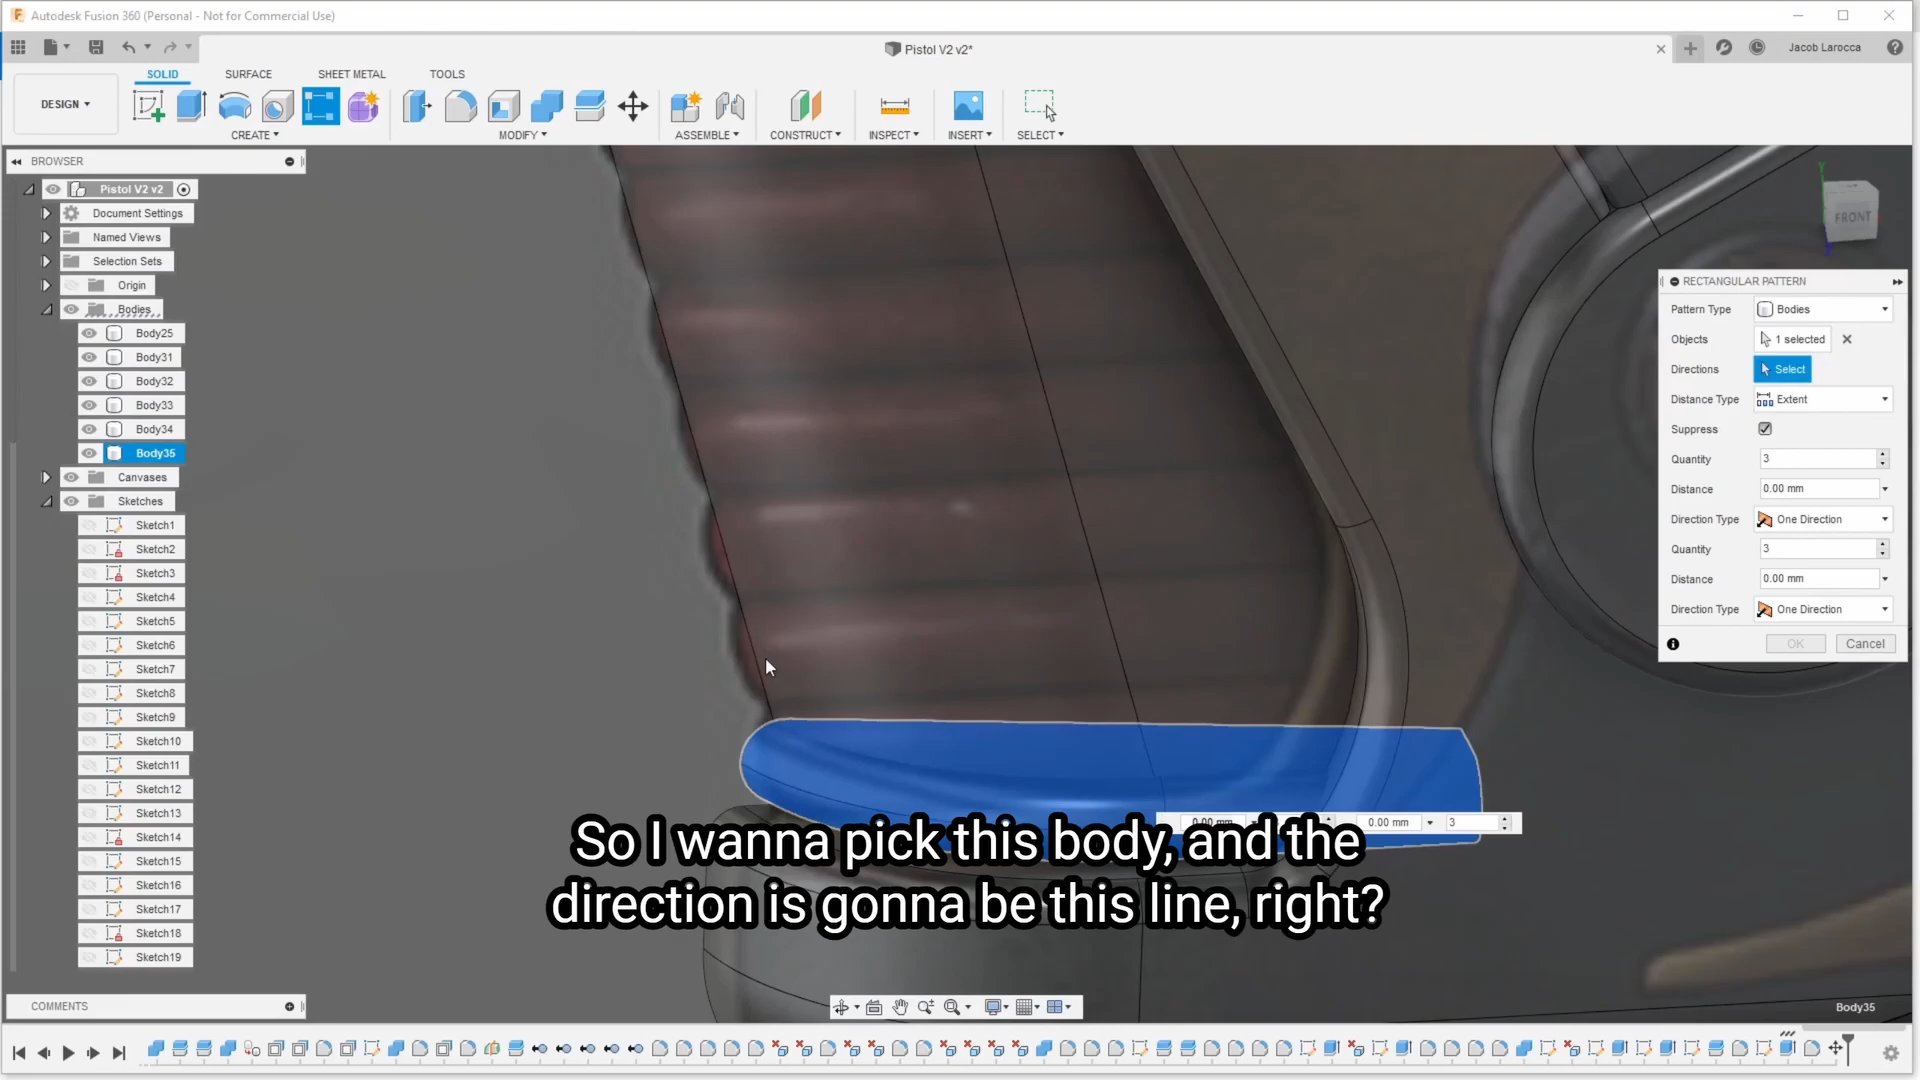 Autodesk Fusion 360 (Personal - Not for Commercial Use)
Pistol V2 v2*
Jacob Larocca
DESIGN
SOLID
SURFACE
SHEET METAL
TOOLS
CREATE
MODIFY
ASSEMBLE
CONSTRUCT
INSPECT
INSERT
SELECT
BROWSER
Pistol V2 v2
Document Settings
Named Views
Selection Sets
Origin
Bodies
Body25
Body31
Body32
Body33
Body34
Body35
Canvases
Sketches
Sketch1
Sketch2
Sketch3
Sketch4
Sketch5
Sketch6
Sketch7
Sketch8
Sketch9
Sketch10
Sketch11
Sketch12
Sketch13
Sketch14
Sketch15
Sketch16
Sketch17
Sketch18
Sketch19
COMMENTS
Y
FRONT
RECTANGULAR PATTERN
Pattern Type Bodies
Objects 1 selected
Directions Select
Distance Type Extent
Suppress
Quantity 3
Distance 0.00 mm
Direction Type One Direction
Quantity 3
Distance 0.00 mm
Direction Type One Direction
OK Cancel
0.00 mm 0.00 mm 3
So I wanna pick this body, and the
direction is gonna be this line, right?
Body35